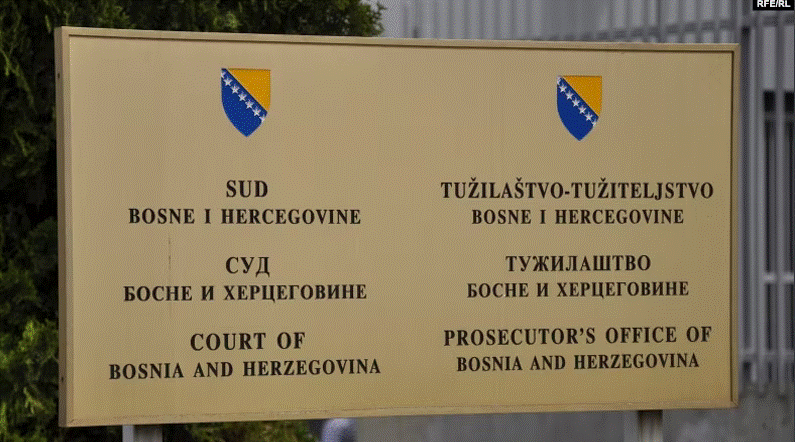 RFE/RL
SUD
BOSNE I HERCEGOVINE
СУД
БОСНЕ И ХЕРЦЕГОВИНЕ
COURT OF
BOSNIA AND HERZEGOVINA
TUŽILAŠTVO-TUŽITELJSTVO
BOSNE I HERCEGOVINE
ТУЖИЛАШТВО
БОСНЕ И ХЕРЦЕГОВИНЕ
PROSECUTOR'S OFFICE OF
BOSNIA AND HERZEGOVINA